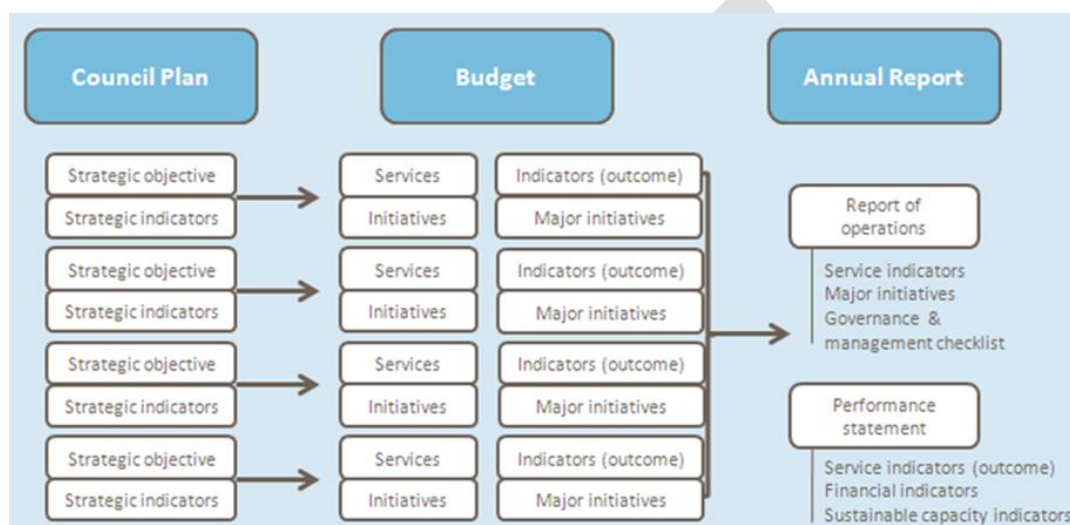 Council Plan
Budget
Annual Report
Strategic objective
Strategic indicators
Services
Indicators (outcome)
Initiatives
Major initiatives
Strategic objective
Strategic indicators
Services
Indicators (outcome)
Initiatives
Major initiatives
Strategic objective
Strategic indicators
Services
Indicators (outcome)
Initiatives
Major initiatives
Strategic objective
Strategic indicators
Services
Indicators (outcome)
Initiatives
Major initiatives
Report of
operations
Service indicators
Major initiatives
Governance &
management checklist
Performance
statement
Service indicators (outcome)
Financial indicators
Sustainable capacity indicators